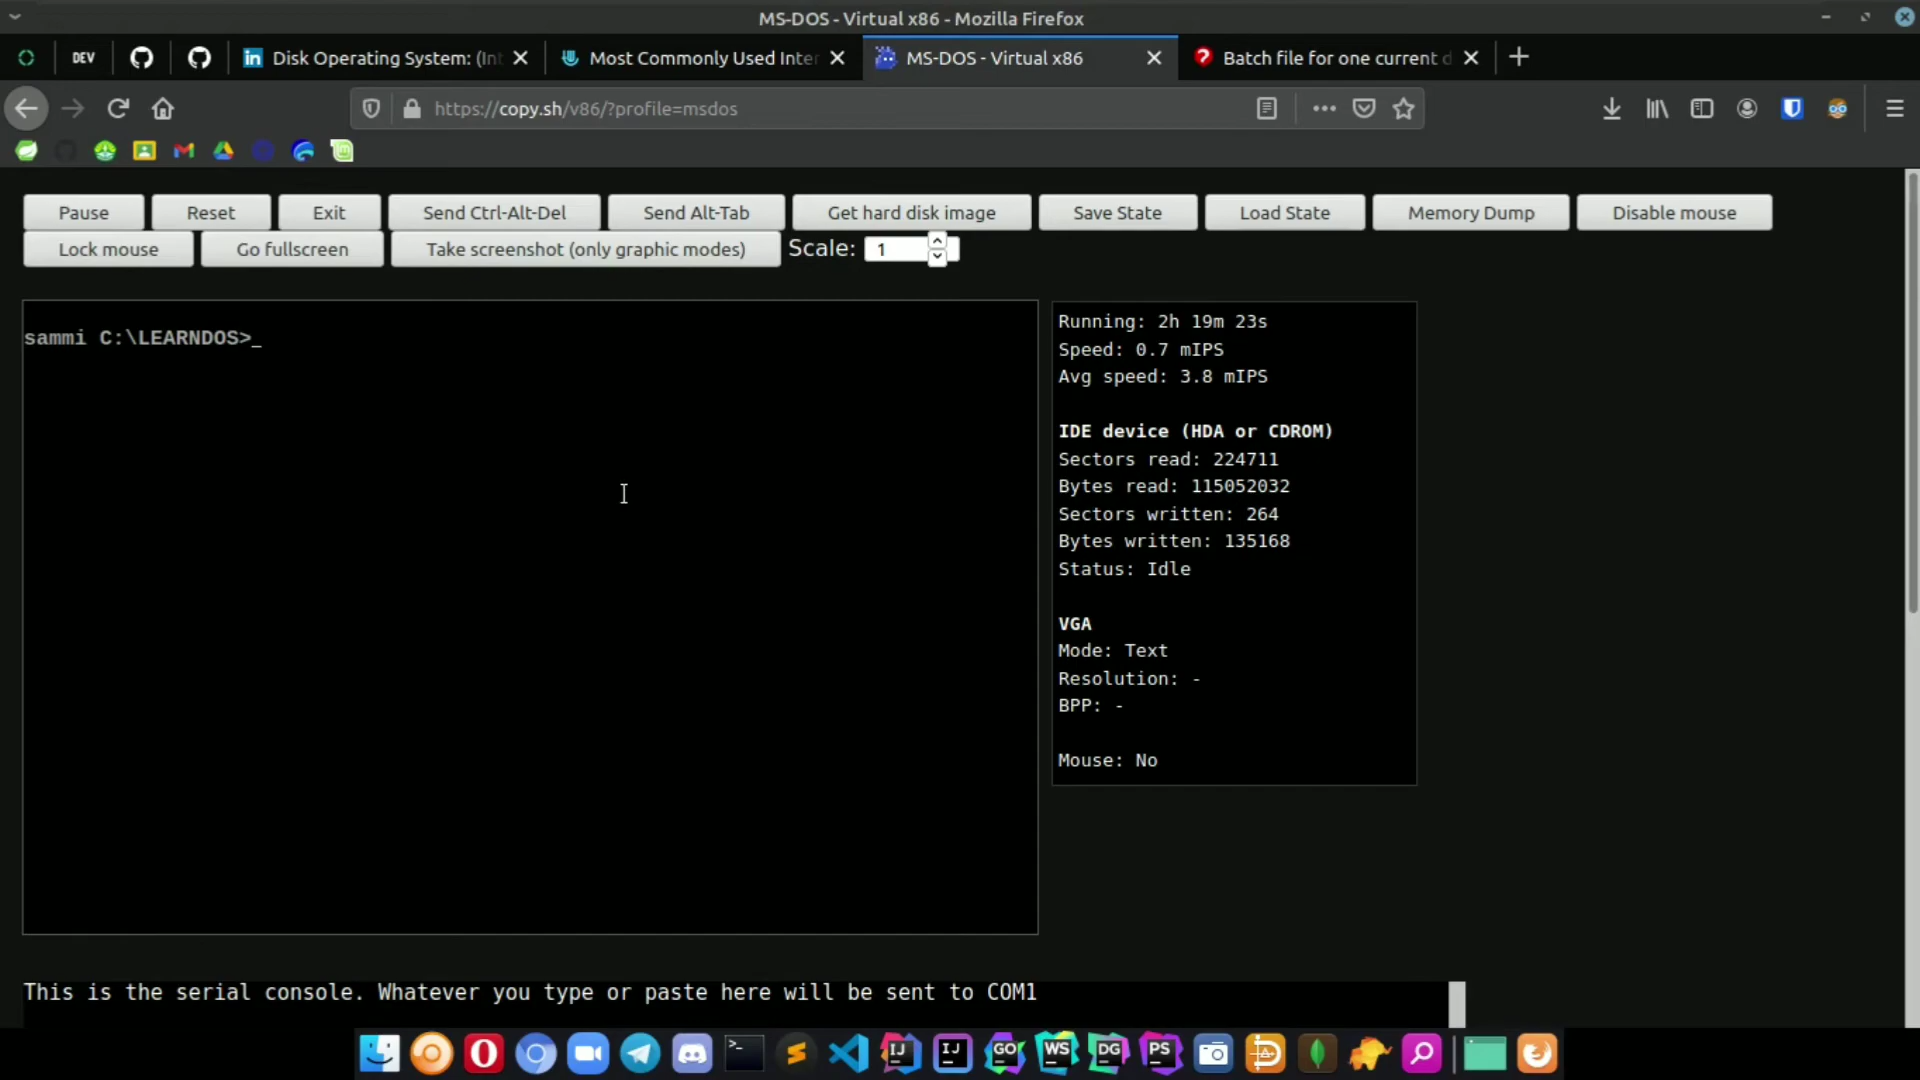 MS-DOS - Virtual x86 - Mozilla Firefox
DEV
Disk Operating System: (Int
Most Commonly Used Inter
MS-DOS - Virtual x86
Batch file for one current d
https://copy.sh/v86/?profile=msdos
Pause
Reset
Exit
Send Ctrl-Alt-Del
Send Alt-Tab
Get hard disk image
Save State
Load State
Memory Dump
Disable mouse
Lock mouse
Go fullscreen
Take screenshot (only graphic modes)
Scale: 1
sammi C:\LEARNDOS>_
Running: 2h 19m 23s
Speed: 0.7 mIPS
Avg speed: 3.8 mIPS
IDE device (HDA or CDROM)
Sectors read: 224711
Bytes read: 115052032
Sectors written: 264
Bytes written: 135168
Status: Idle
VGA
Mode: Text
Resolution: -
BPP: -
Mouse: No
This is the serial console. Whatever you type or paste here will be sent to COM1
IJ
IJ
GO
WS
DG
PS